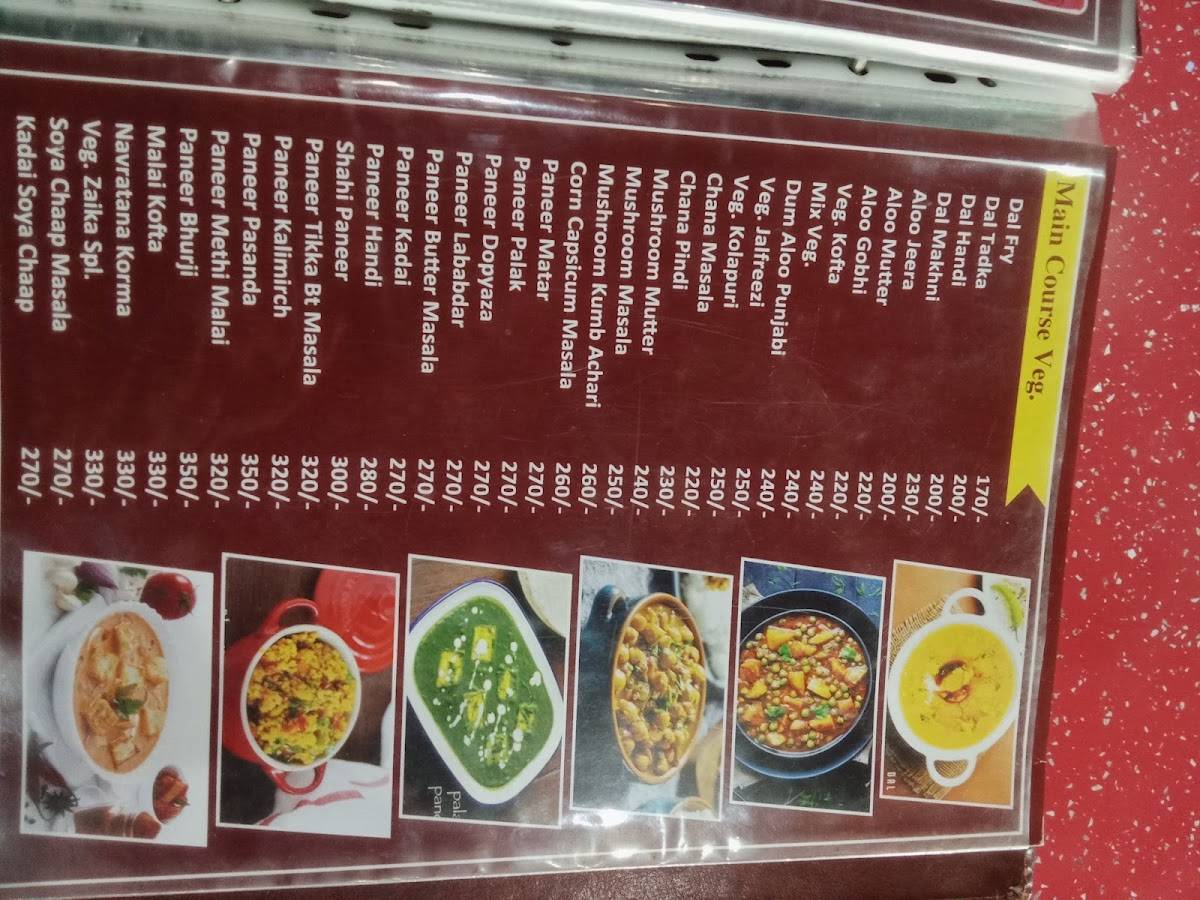 Main Course Veg.
Dal Fry 170/-
Dal Tadka 200/-
Dal Handi 200/-
Dal Makhni 230/-
Aloo Jeera 200/-
Aloo Mutter 220/-
Aloo Gobhi 220/-
Veg. Kofta 240/-
Mix Veg. 240/-
Dum Aloo Punjabi 240/-
Veg. Jalfreezi 250/-
Veg. Kolapuri 250/-
Chana Masala 220/-
Chana Pindi 230/-
Mushroom Mutter 240/-
Mushroom Masala 250/-
Mushroom Kumb Achari 260/-
Corn Capsicum Masala 260/-
Paneer Matar 270/-
Paneer Palak 270/-
Paneer Dopyaza 270/-
Paneer Lababdar 270/-
Paneer Butter Masala 270/-
Paneer Kadai 270/-
Paneer Handi 280/-
Shahi Paneer 300/-
Paneer Tikka Bt Masala 320/-
Paneer Kalimirch 320/-
Paneer Pasanda 350/-
Paneer Methi Malai 320/-
Paneer Bhurji 350/-
Malai Kofta 330/-
Navratana Korma 330/-
Veg. Zaika Spl. 330/-
Soya Chaap Masala 270/-
Kadai Soya Chaap 270/-
DAL
pala
pane